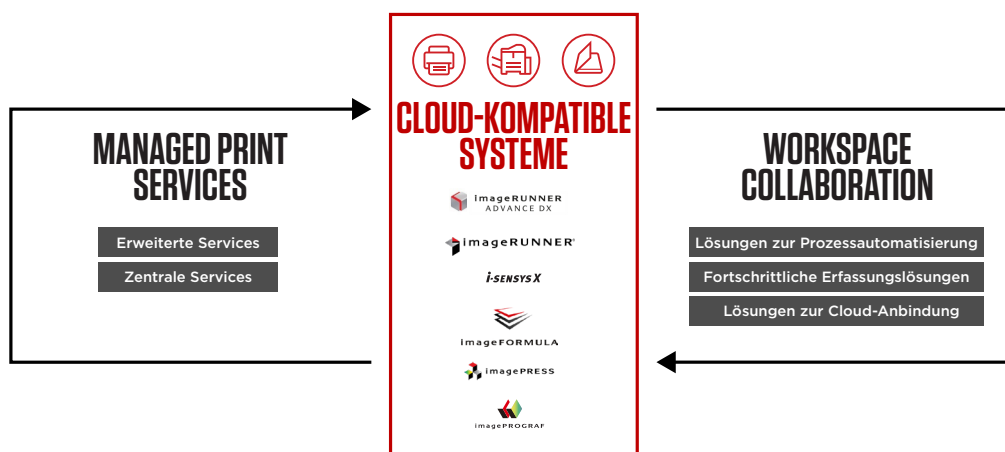 MANAGED PRINT
SERVICES
Erweiterte Services
Zentrale Services
CLOUD-KOMPATIBLE
SYSTEME
imageRUNNER
ADVANCE DX
imageRUNNER®
i-SENSYS X
imageFORMULA
imagePRESS
imagePROGRAF
WORKSPACE
COLLABORATION
Lösungen zur Prozessautomatisierung
Fortschrittliche Erfassungslösungen
Lösungen zur Cloud-Anbindung